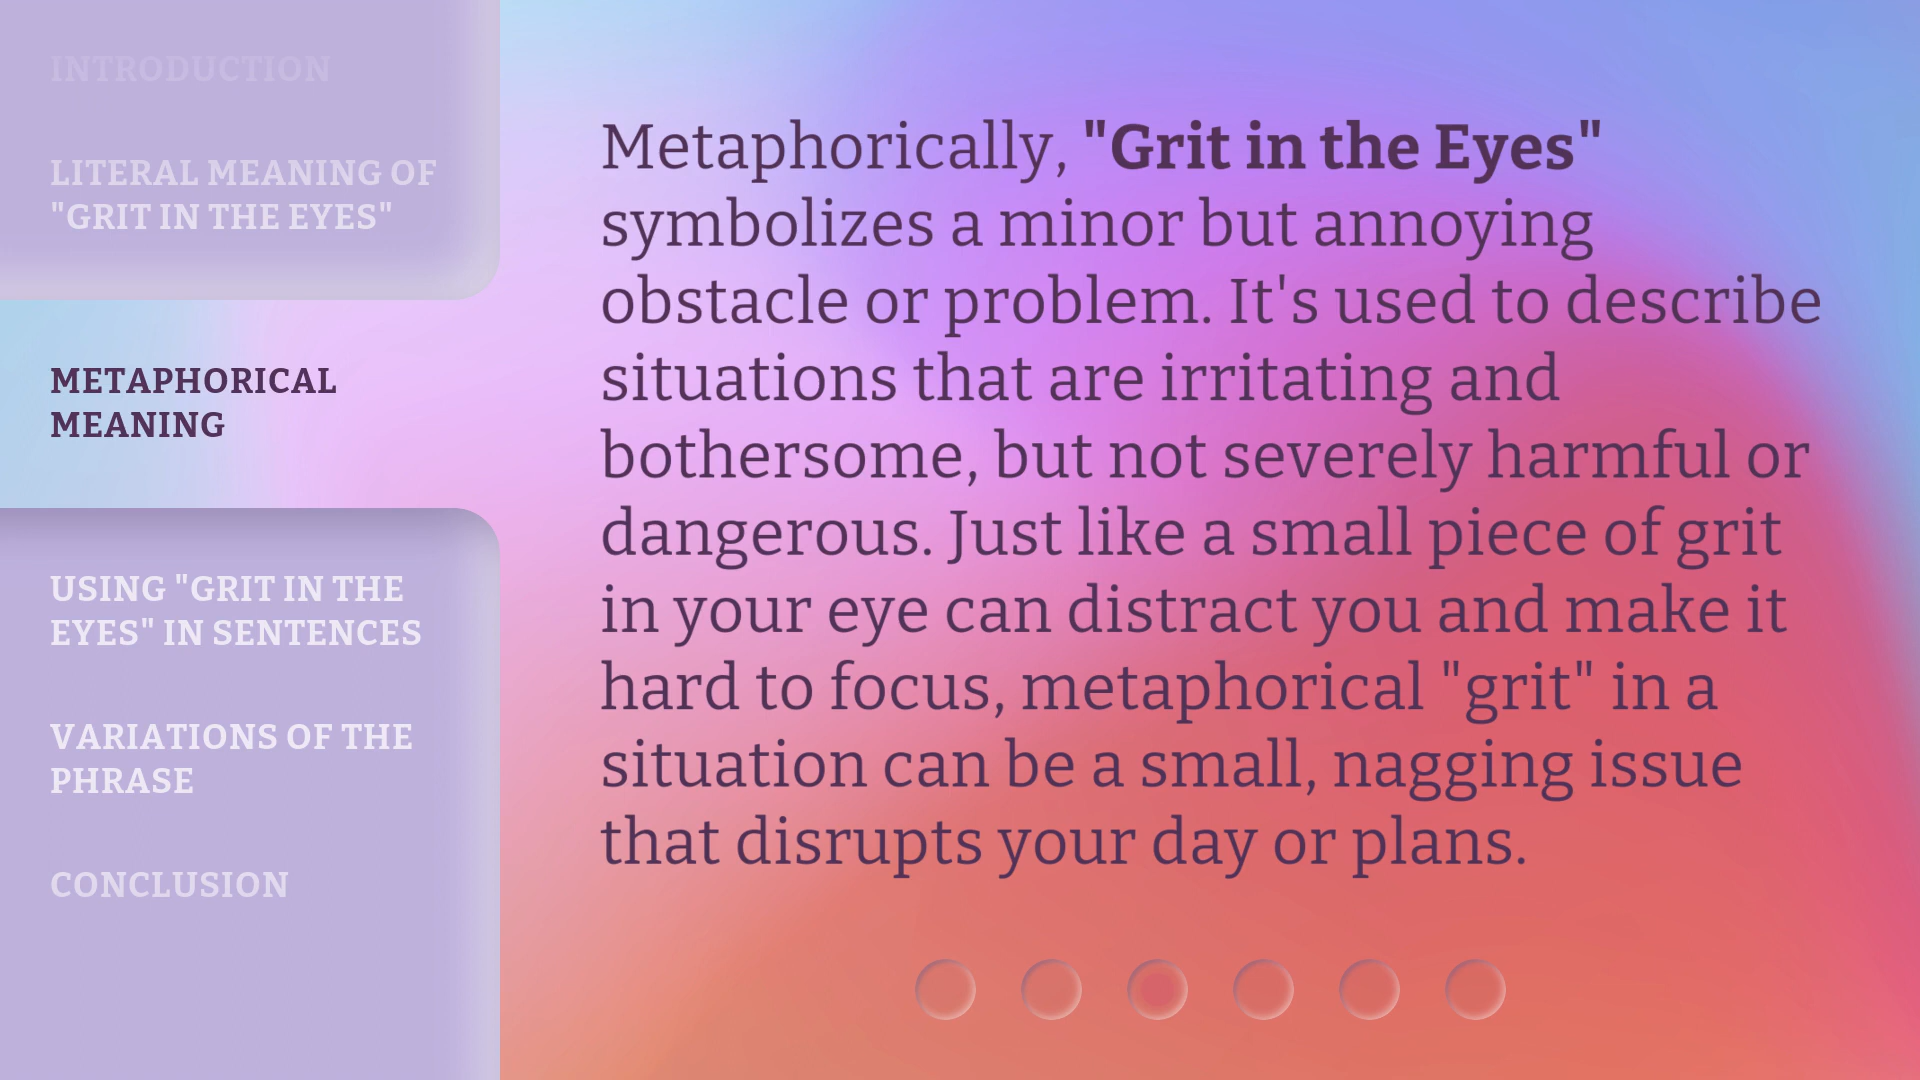 INTRODUCTION
LITERAL MEANING OF
"GRIT IN THE EYES"
METAPHORICAL
MEANING
USING "GRIT IN THE
EYES" IN SENTENCES
VARIATIONS OF THE
PHRASE
CONCLUSION
Metaphorically, "Grit in the Eyes"
symbolizes a minor but annoying
obstacle or problem. It's used to describe
situations that are irritating and
bothersome, but not severely harmful or
dangerous. Just like a small piece of grit
in your eye can distract you and make it
hard to focus, metaphorical "grit" in a
situation can be a small, nagging issue
that disrupts your day or plans.